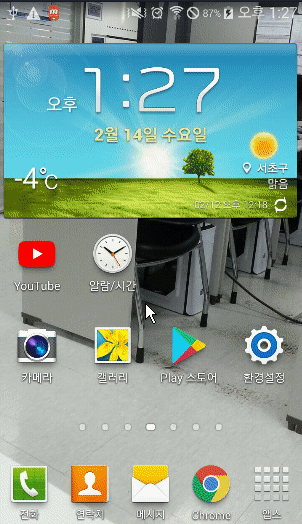 87% 오후 1:27
오후 1:27
2월 14일 수요일
-4°C
서초구
맑음
02/12 오후 12:18
YouTube
알람/시간
카메라
갤러리
Play 스토어
환경설정
전화
연락처
메시지
Chrome
앱스